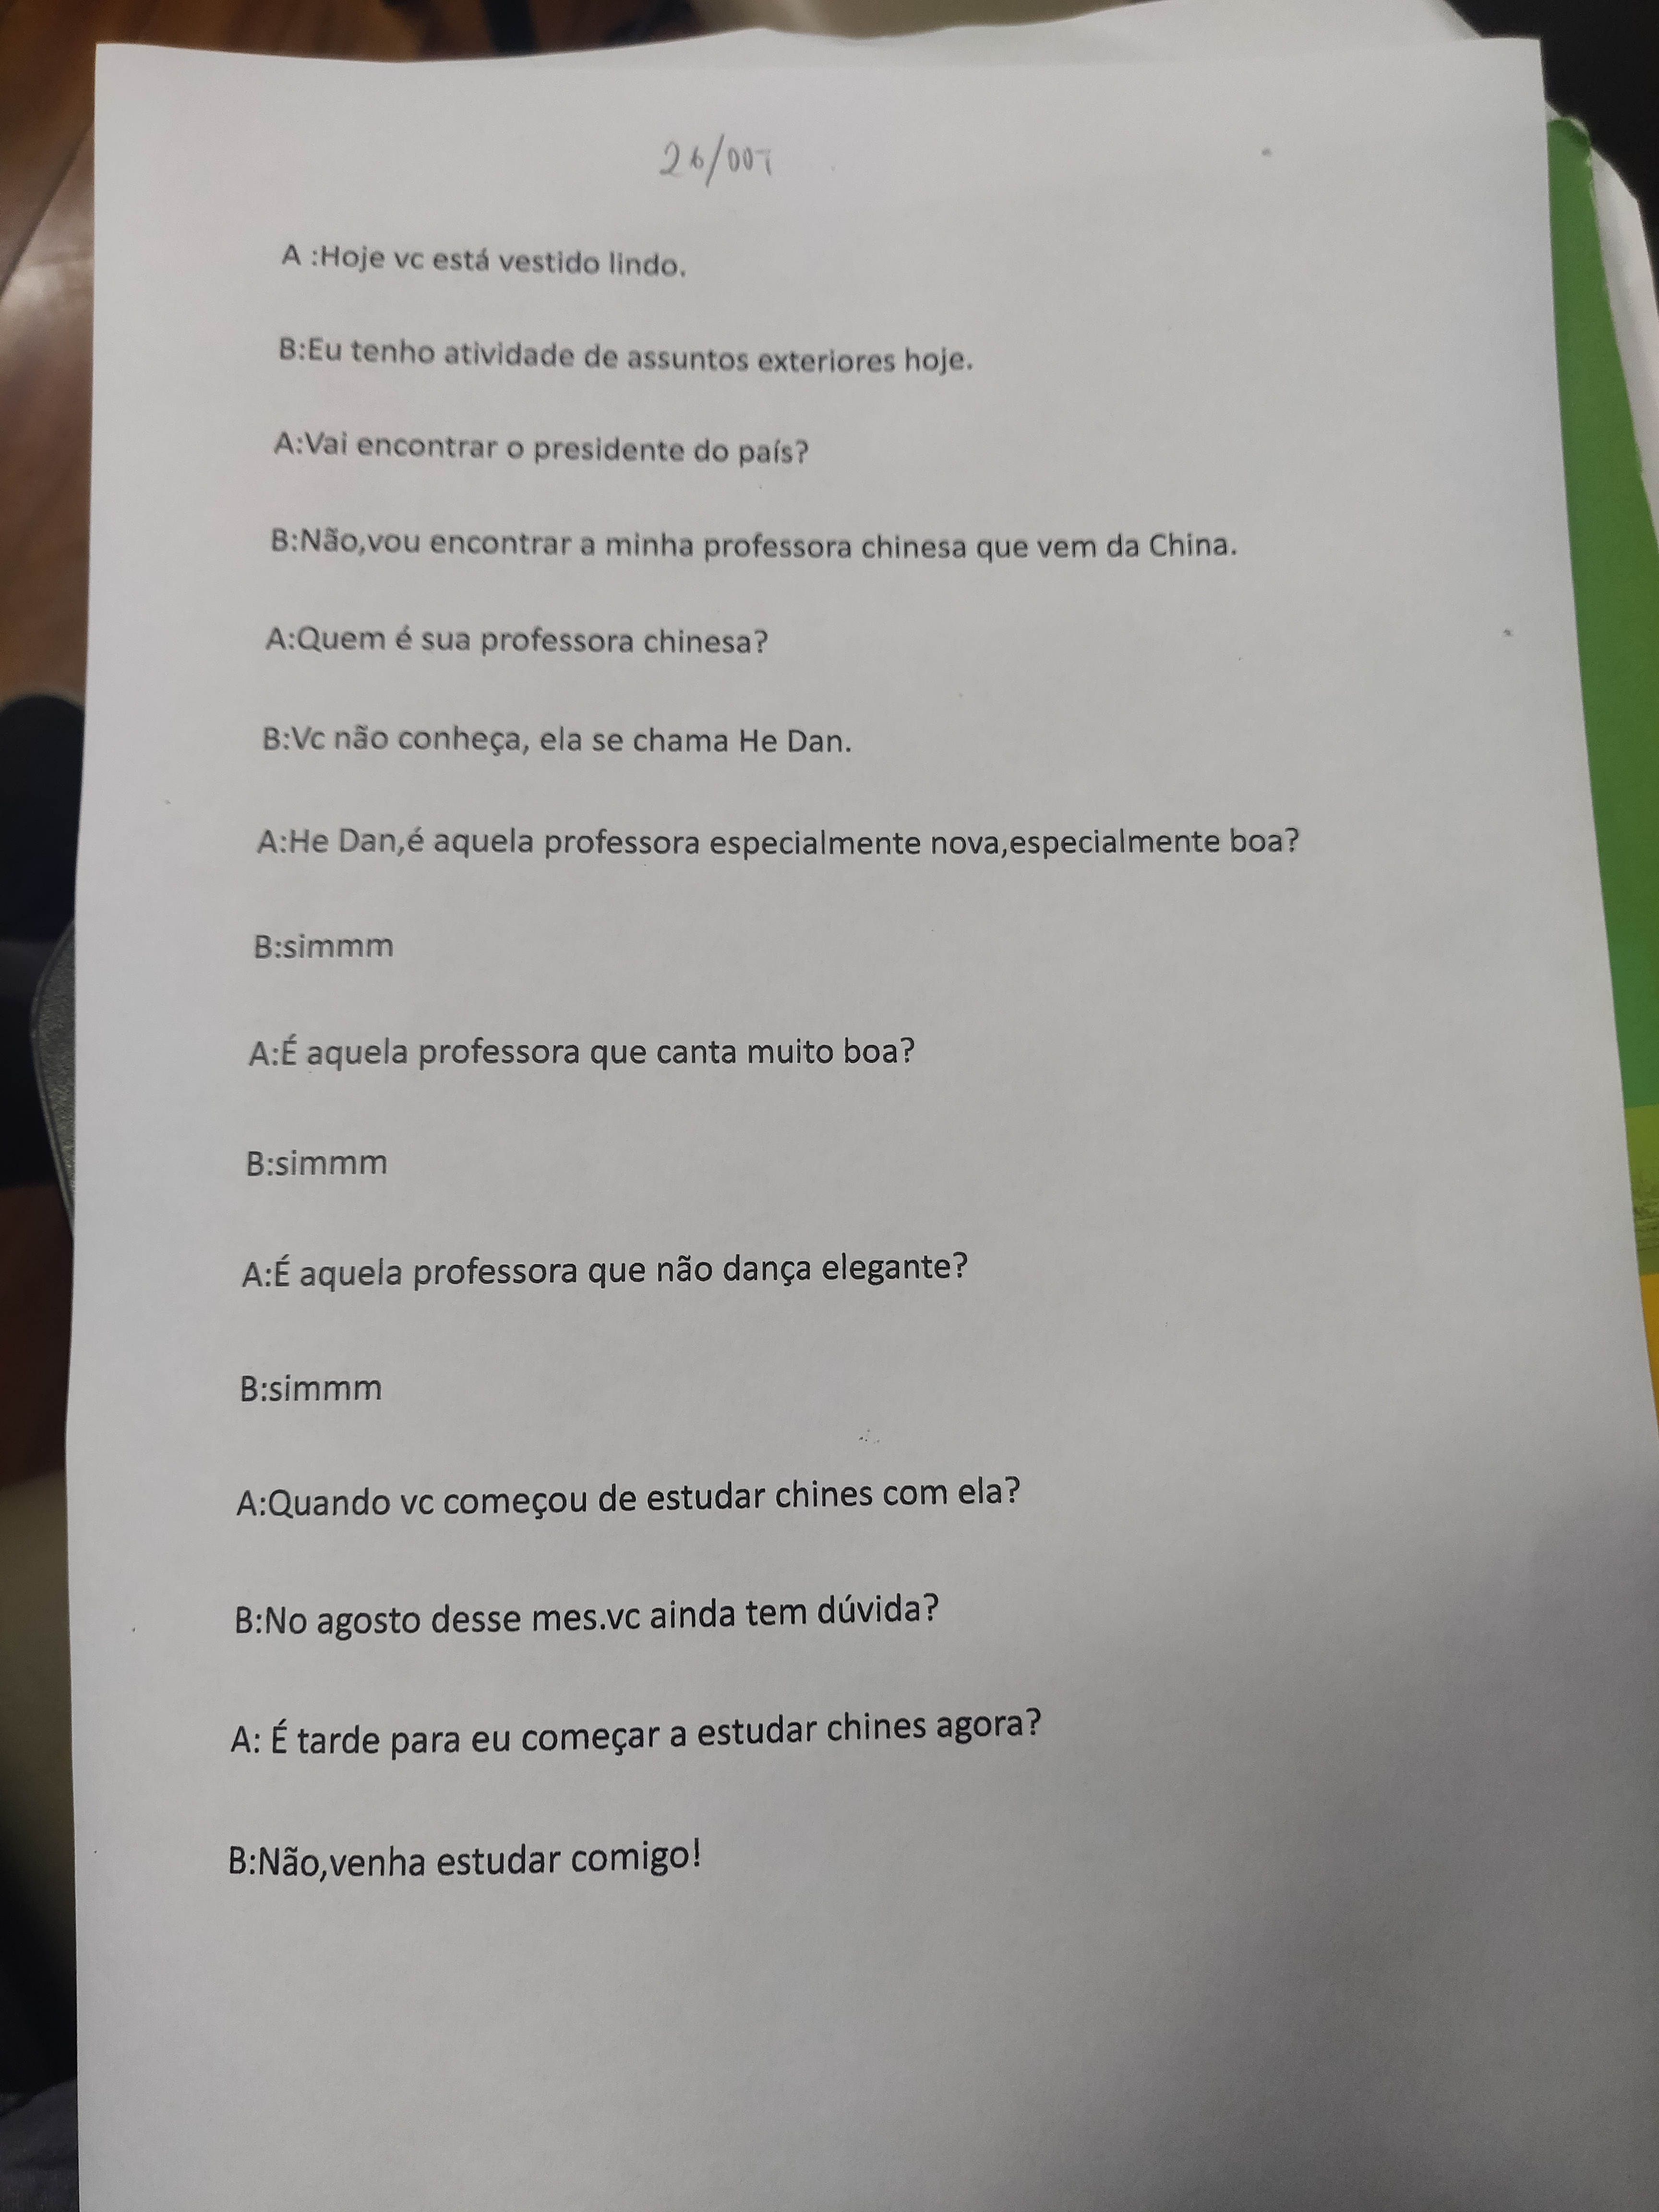 26/OUT
A :Hoje vc está vestido lindo.
B:Eu tenho atividade de assuntos exteriores hoje.
A:Vai encontrar o presidente do país?
B:Não,vou encontrar a minha professora chinesa que vem da China.
A:Quem é sua professora chinesa?
B:Vc não conheça, ela se chama He Dan.
A:He Dan,é aquela professora especialmente nova,especialmente boa?
B:simmm
A:É aquela professora que canta muito boa?
B:simmm
A:É aquela professora que não dança elegante?
B:simmm
A:Quando vc começou de estudar chines com ela?
B:No agosto desse mes.vc ainda tem dúvida?
A: É tarde para eu começar a estudar chines agora?
B:Não,venha estudar comigo!